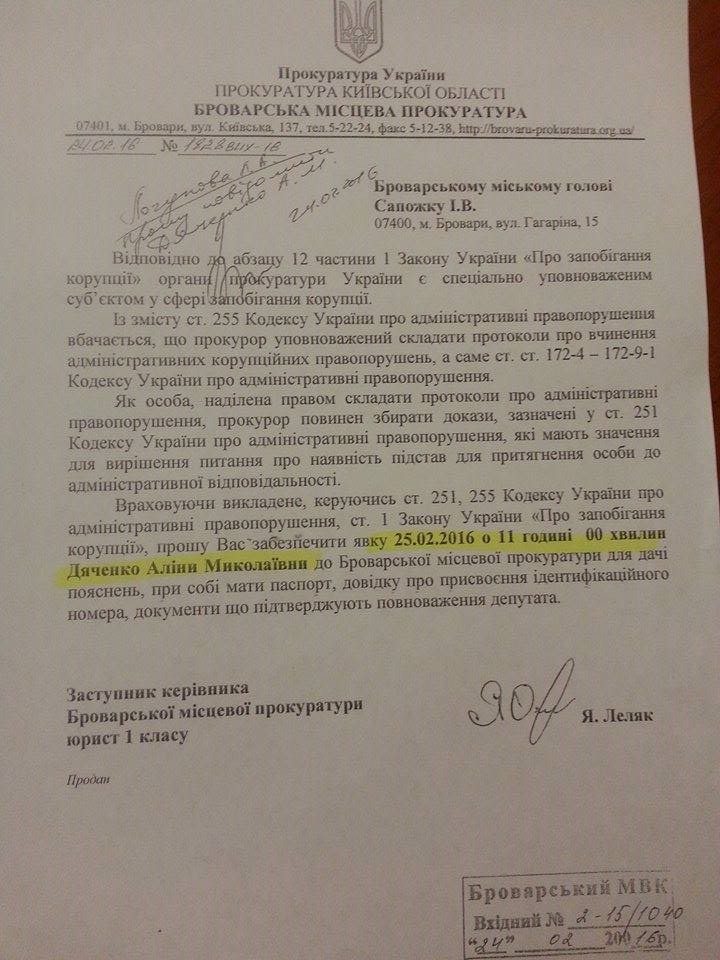 Прокуратура України
ПРОКУРАТУРА КИЇВСЬКОЇ ОБЛАСТІ
БРОВАРСЬКА МІСЦЕВА ПРОКУРАТУРА
07401, м. Бровари, вул. Київська, 137, тел.5-22-24, факс 5-12-38, http://brovaru-prokuratura.org.ua/
24.02.16 № 1828вих-16
прошу повідомити
Дяченко А. М.
24.02.2016
Броварському міському голові
Сапожку І.В.
07400, м. Бровари, вул. Гагаріна, 15
Відповідно до абзацу 12 частини 1 Закону України «Про запобігання
корупції» органи прокуратури України є спеціально уповноваженим
суб’єктом у сфері запобігання корупції.
Із змісту ст. 255 Кодексу України про адміністративні правопорушення
вбачається, що прокурор уповноважений складати протоколи про вчинення
адміністративних корупційних правопорушень, а саме ст. ст. 172-4 – 172-9-1
Кодексу України про адміністративні правопорушення.
Як особа, наділена правом складати протоколи про адміністративні
правопорушення, прокурор повинен збирати докази, зазначені у ст. 251
Кодексу України про адміністративні правопорушення, які мають значення
для вирішення питання про наявність підстав для притягнення особи до
адміністративної відповідальності.
Враховуючи викладене, керуючись ст. 251, 255 Кодексу України про
адміністративні правопорушення, ст. 1 Закону України «Про запобігання
корупції», прошу Вас забезпечити явку 25.02.2016 о 11 годині 00 хвилин
Дяченко Аліни Миколаївни до Броварської місцевої прокуратури для дачі
пояснень, при собі мати паспорт, довідку про присвоєння ідентифікаційного
номера, документи що підтверджують повноваження депутата.
Заступник керівника
Броварської місцевої прокуратури
юрист 1 класу
Я. Леляк
Продан
Броварський МВК
Вхідний № 2-15/1040
"24" 02 20016р.